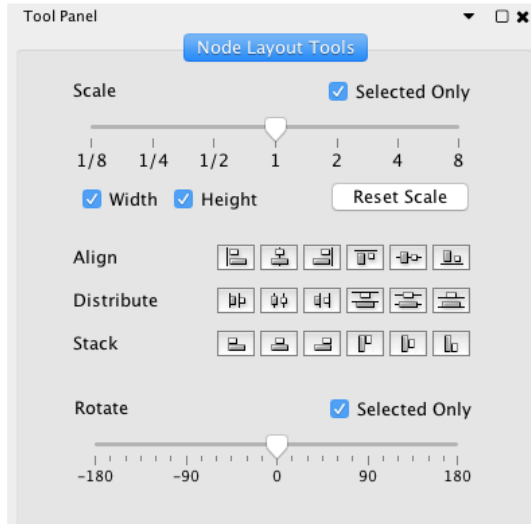 Tool Panel
Node Layout Tools
Scale Selected Only
1/8 1/4 1/2 1 2 4 8
Width Height Reset Scale
Align
Distribute
Stack
Rotate Selected Only
-180 -90 0 90 180